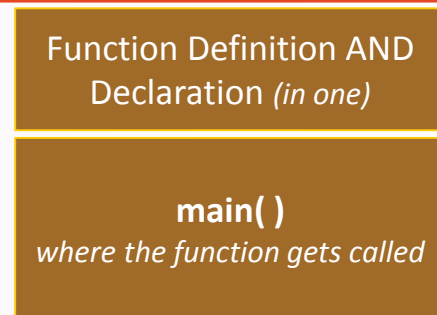 Function Definition AND
Declaration (in one)
main( )
where the function gets called